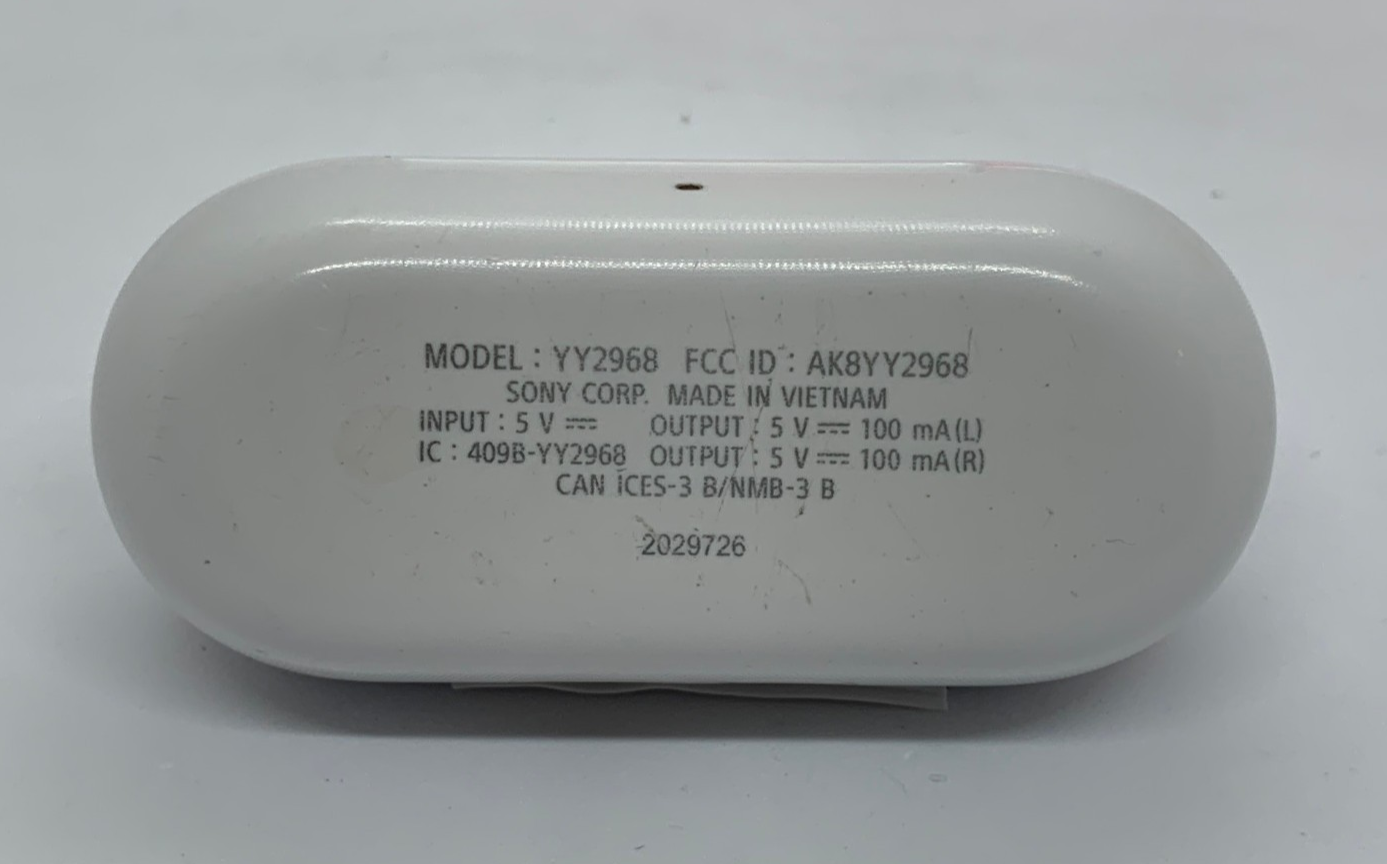 MODEL : YY2968 FCC ID : AK8YY2968
SONY CORP. MADE IN VIETNAM
INPUT : 5 V ⎓ OUTPUT : 5 V ⎓ 100 mA(L)
IC : 409B-YY2968 OUTPUT : 5 V ⎓ 100 mA(R)
CAN ICES-3 B/NMB-3 B
2029726